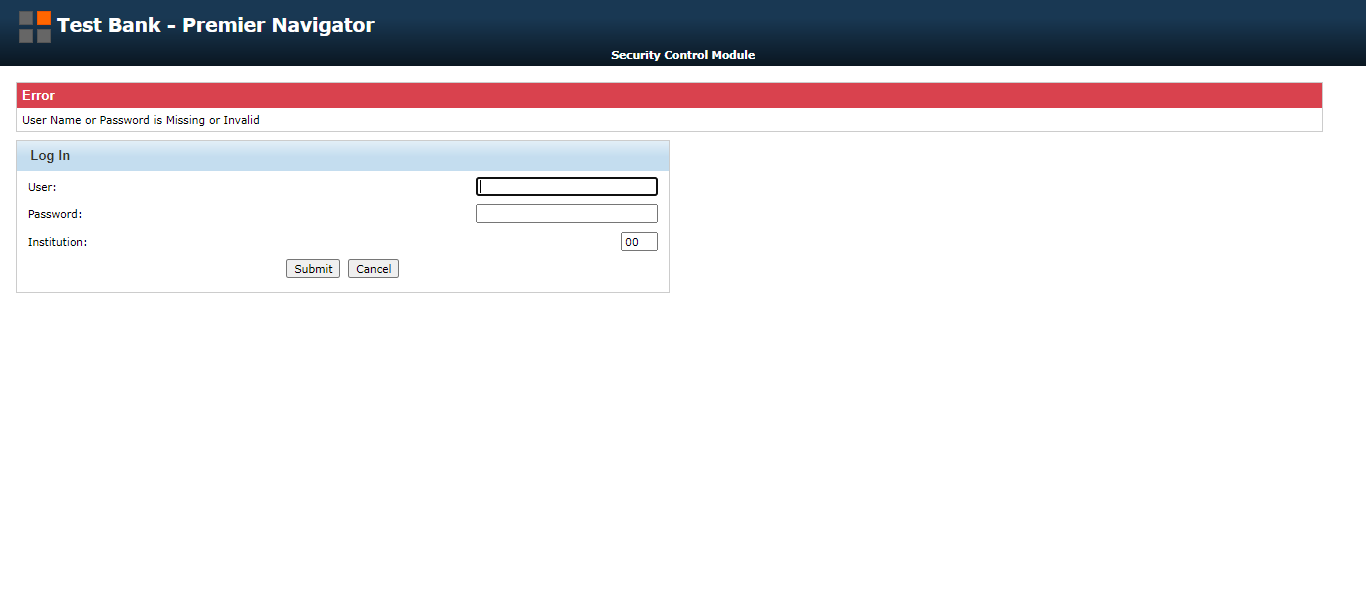 Test Bank - Premier Navigator
Security Control Module
Error
User Name or Password is Missing or Invalid
Log In
User:
Password:
Institution: 00
Submit Cancel